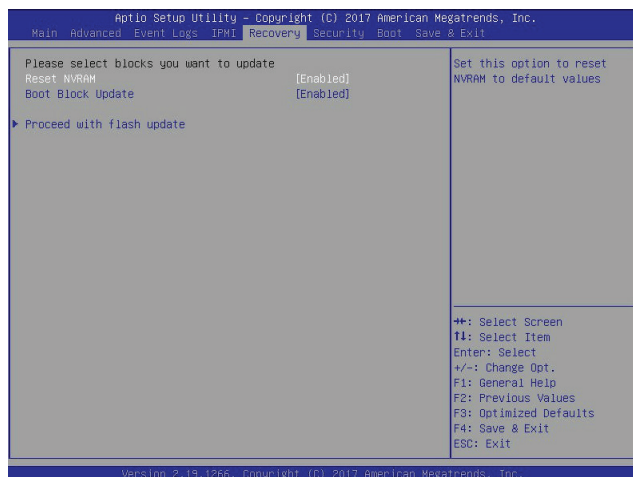 Aptio Setup Utility – Copyright (C) 2017 American Megatrends, Inc.
Main Advanced Event Logs IPMI Recovery Security Boot Save & Exit
Please select blocks you want to update
Reset NVRAM [Enabled]
Boot Block Update [Enabled]
▶ Proceed with flash update
Set this option to reset
NVRAM to default values
→←: Select Screen
↑↓: Select Item
Enter: Select
+/-: Change Opt.
F1: General Help
F2: Previous Values
F3: Optimized Defaults
F4: Save & Exit
ESC: Exit
Version 2.19.1266. Copyright (C) 2017 American Megatrends, Inc.